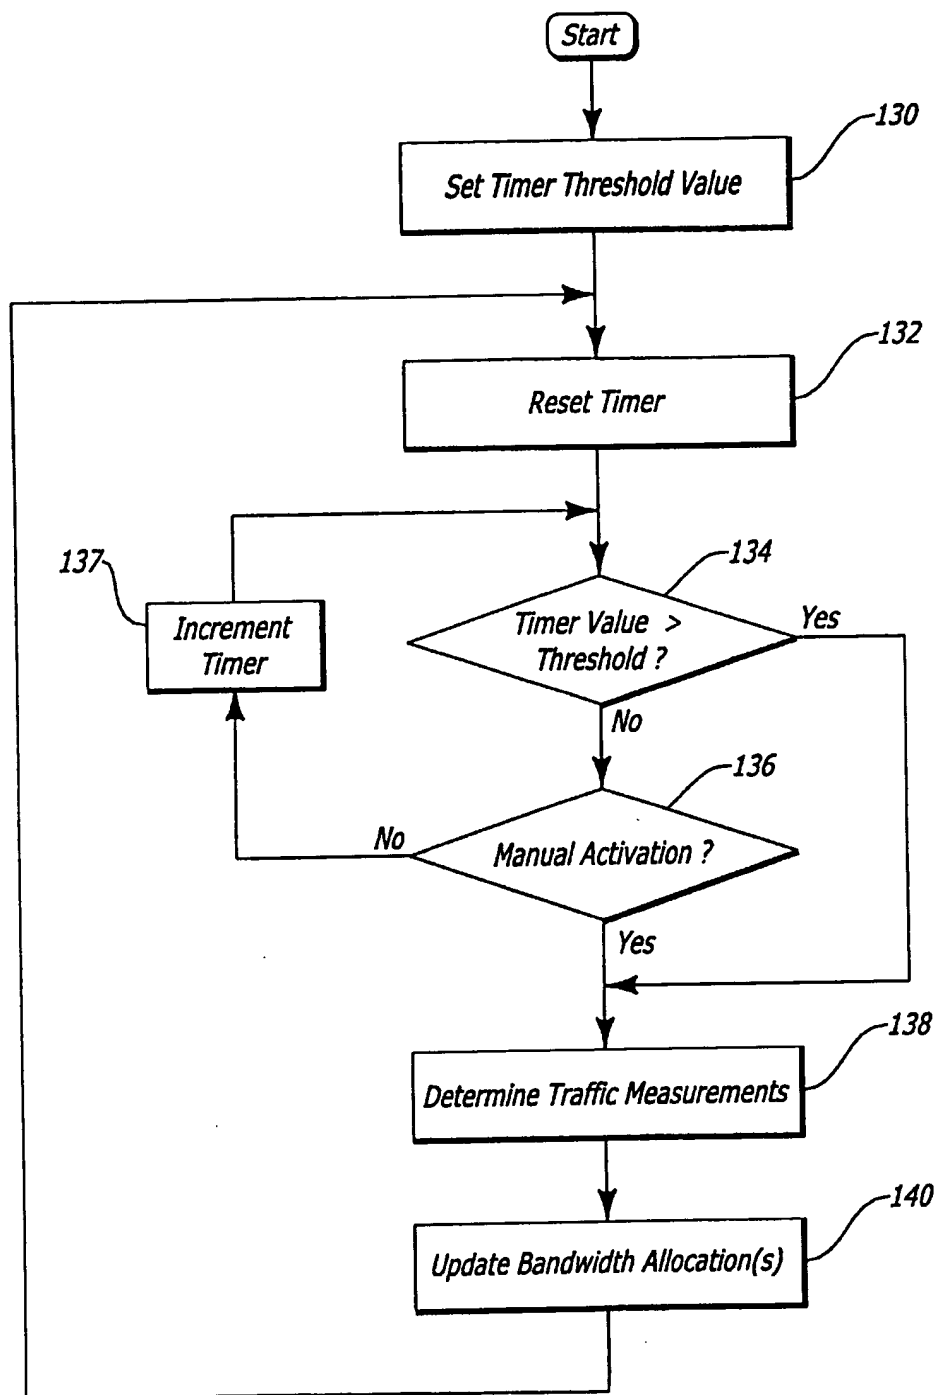 Start
130
Set Timer Threshold Value
132
Reset Timer
137
134
Increment
Timer
Timer Value >
Threshold ?
Yes
No
136
No
Manual Activation ?
Yes
138
Determine Traffic Measurements
140
Update Bandwidth Allocation(s)